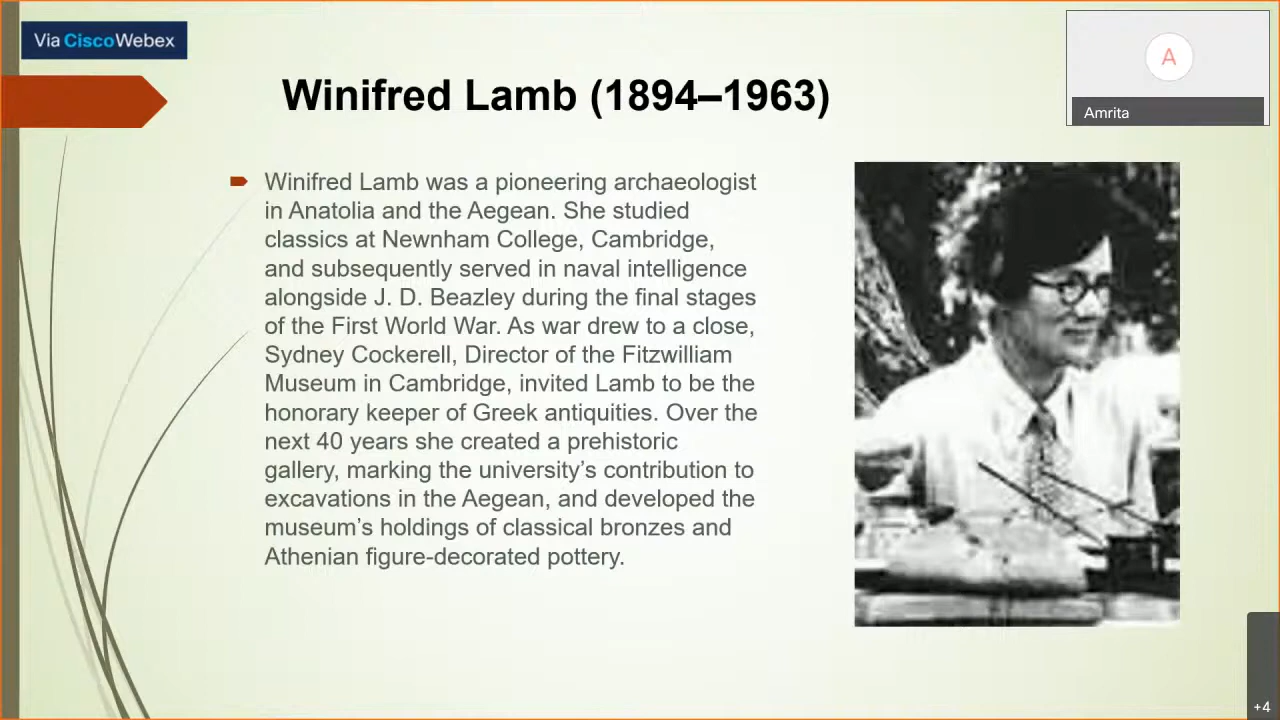 Via CiscoWebex
A
Amrita
Winifred Lamb (1894–1963)
Winifred Lamb was a pioneering archaeologist
in Anatolia and the Aegean. She studied
classics at Newnham College, Cambridge,
and subsequently served in naval intelligence
alongside J. D. Beazley during the final stages
of the First World War. As war drew to a close,
Sydney Cockerell, Director of the Fitzwilliam
Museum in Cambridge, invited Lamb to be the
honorary keeper of Greek antiquities. Over the
next 40 years she created a prehistoric
gallery, marking the university’s contribution to
excavations in the Aegean, and developed the
museum’s holdings of classical bronzes and
Athenian figure-decorated pottery.
+4